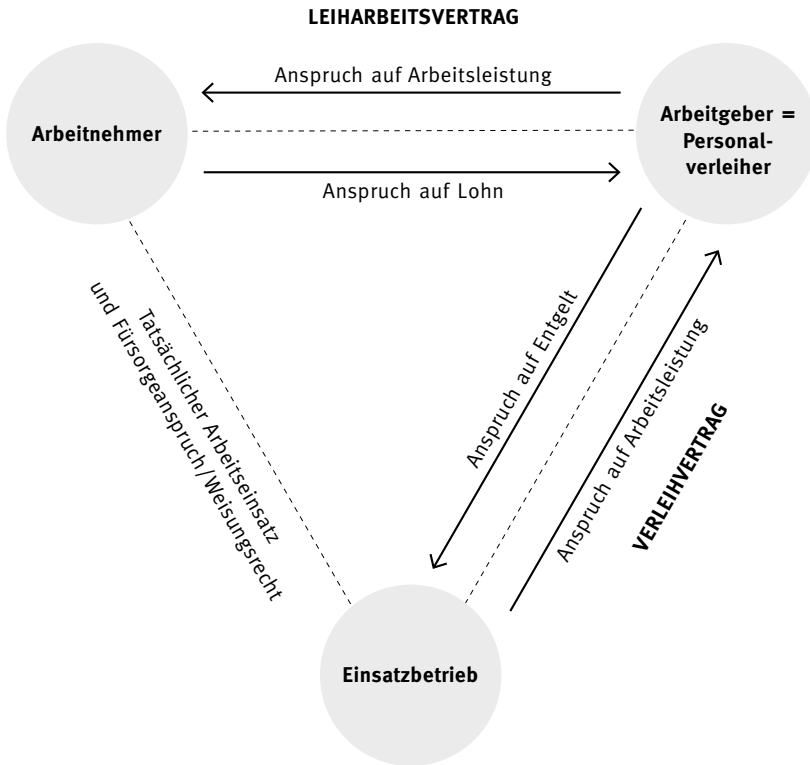 LEIHARBEITSVERTRAG
Anspruch auf Arbeitsleistung
Arbeitnehmer
Arbeitgeber =
Personal-
verleiher
Anspruch auf Lohn
Tatsächlicher Arbeitseinsatz
und Fürsorgeanspruch/Weisungsrecht
Anspruch auf Entgelt
Anspruch auf Arbeitsleistung
VERLEIHVERTRAG
Einsatzbetrieb